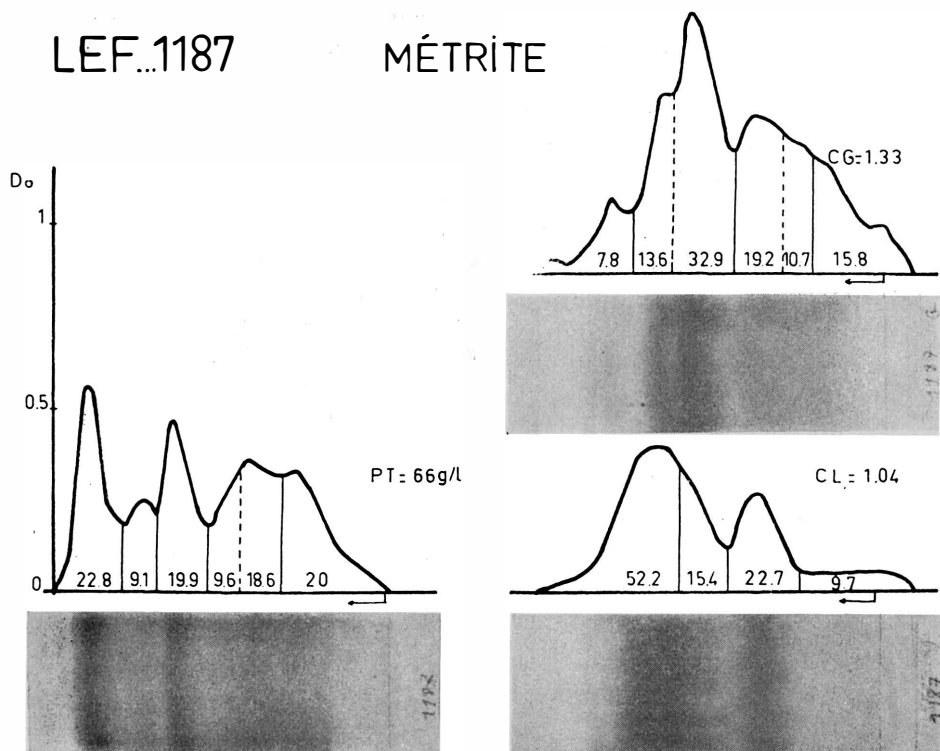 LEF...1187
MÉTRITE
CG=1.33
7.8 13.6 32.9 19.2 10.7 15.8
1187 G
Do
1
0.5
0
PT= 66g/l
22.8 9.1 19.9 9.6 18.6 20
1187
CL= 1.04
52.2 15.4 22.7 9.7
1187